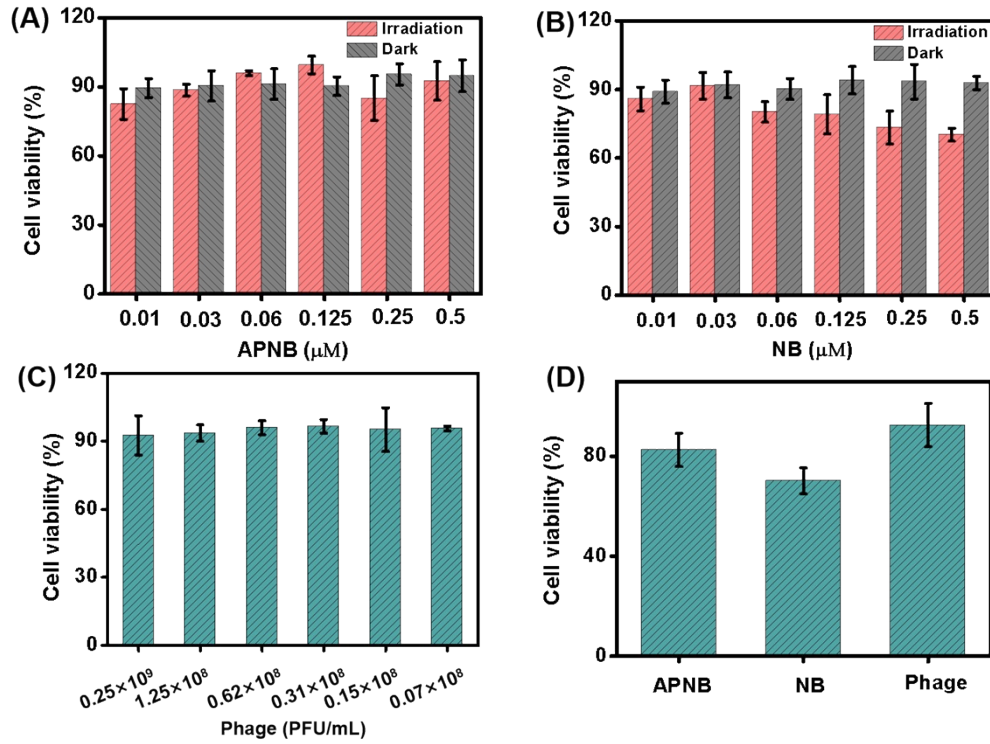 (A)
Irradiation
Dark
Cell viability (%)
120
90
60
30
0
0.01 0.03 0.06 0.125 0.25 0.5
APNB (μM)
(B)
Irradiation
Dark
Cell viability (%)
120
90
60
30
0
0.01 0.03 0.06 0.125 0.25 0.5
NB (μM)
(C)
Cell viability (%)
120
90
60
30
0
0.25×10⁹ 1.25×10⁸ 0.62×10⁸ 0.31×10⁸ 0.15×10⁸ 0.07×10⁸
Phage (PFU/mL)
(D)
Cell viability (%)
80
40
0
APNB NB Phage